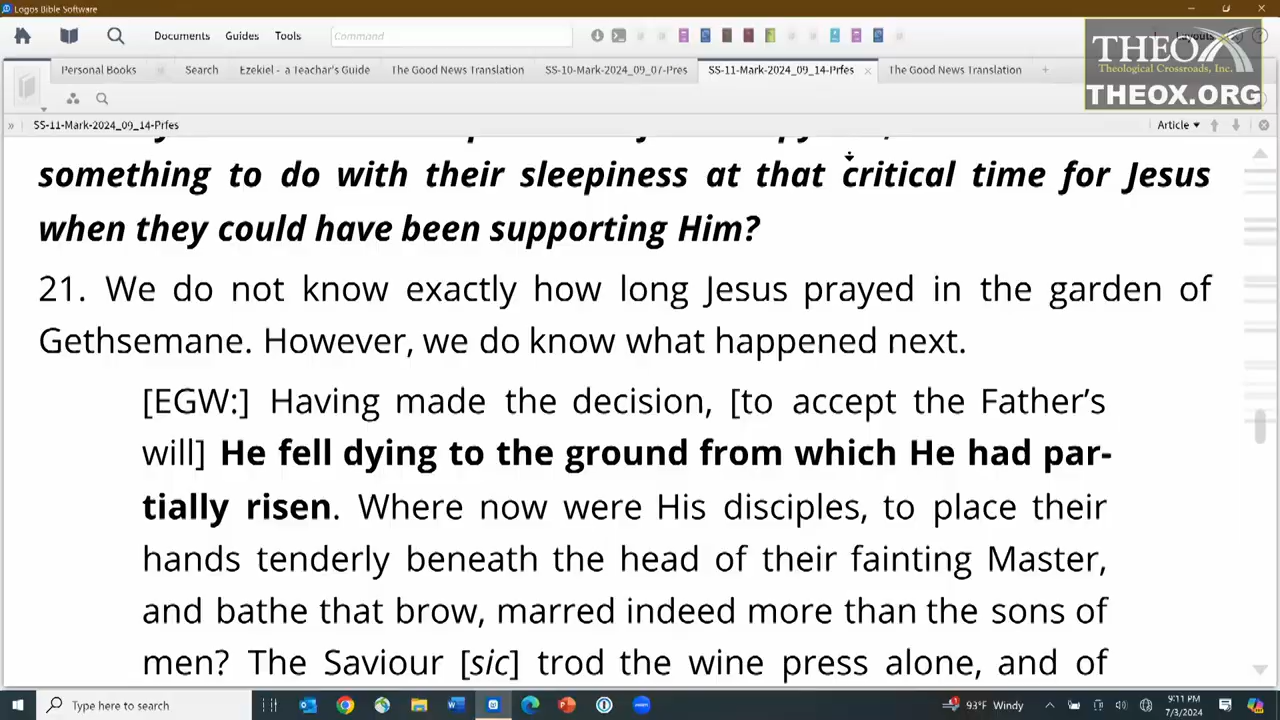 Logos Bible Software
Documents Guides Tools Command Layouts
THEOX
Theological Crossroads, Inc.
THEOX.ORG
Personal Books Search Ezekiel - a Teacher's Guide SS-10-Mark-2024_09_07-Pres SS-11-Mark-2024_09_14-Prfes The Good News Translation
SS-11-Mark-2024_09_14-Prfes Article
something to do with their sleepiness at that critical time for Jesus
when they could have been supporting Him?
21. We do not know exactly how long Jesus prayed in the garden of
Gethsemane. However, we do know what happened next.
[EGW:] Having made the decision, [to accept the Father's
will] He fell dying to the ground from which He had par-
tially risen. Where now were His disciples, to place their
hands tenderly beneath the head of their fainting Master,
and bathe that brow, marred indeed more than the sons of
men? The Saviour [sic] trod the wine press alone, and of
Type here to search 93°F Windy 9:11 PM
7/3/2024